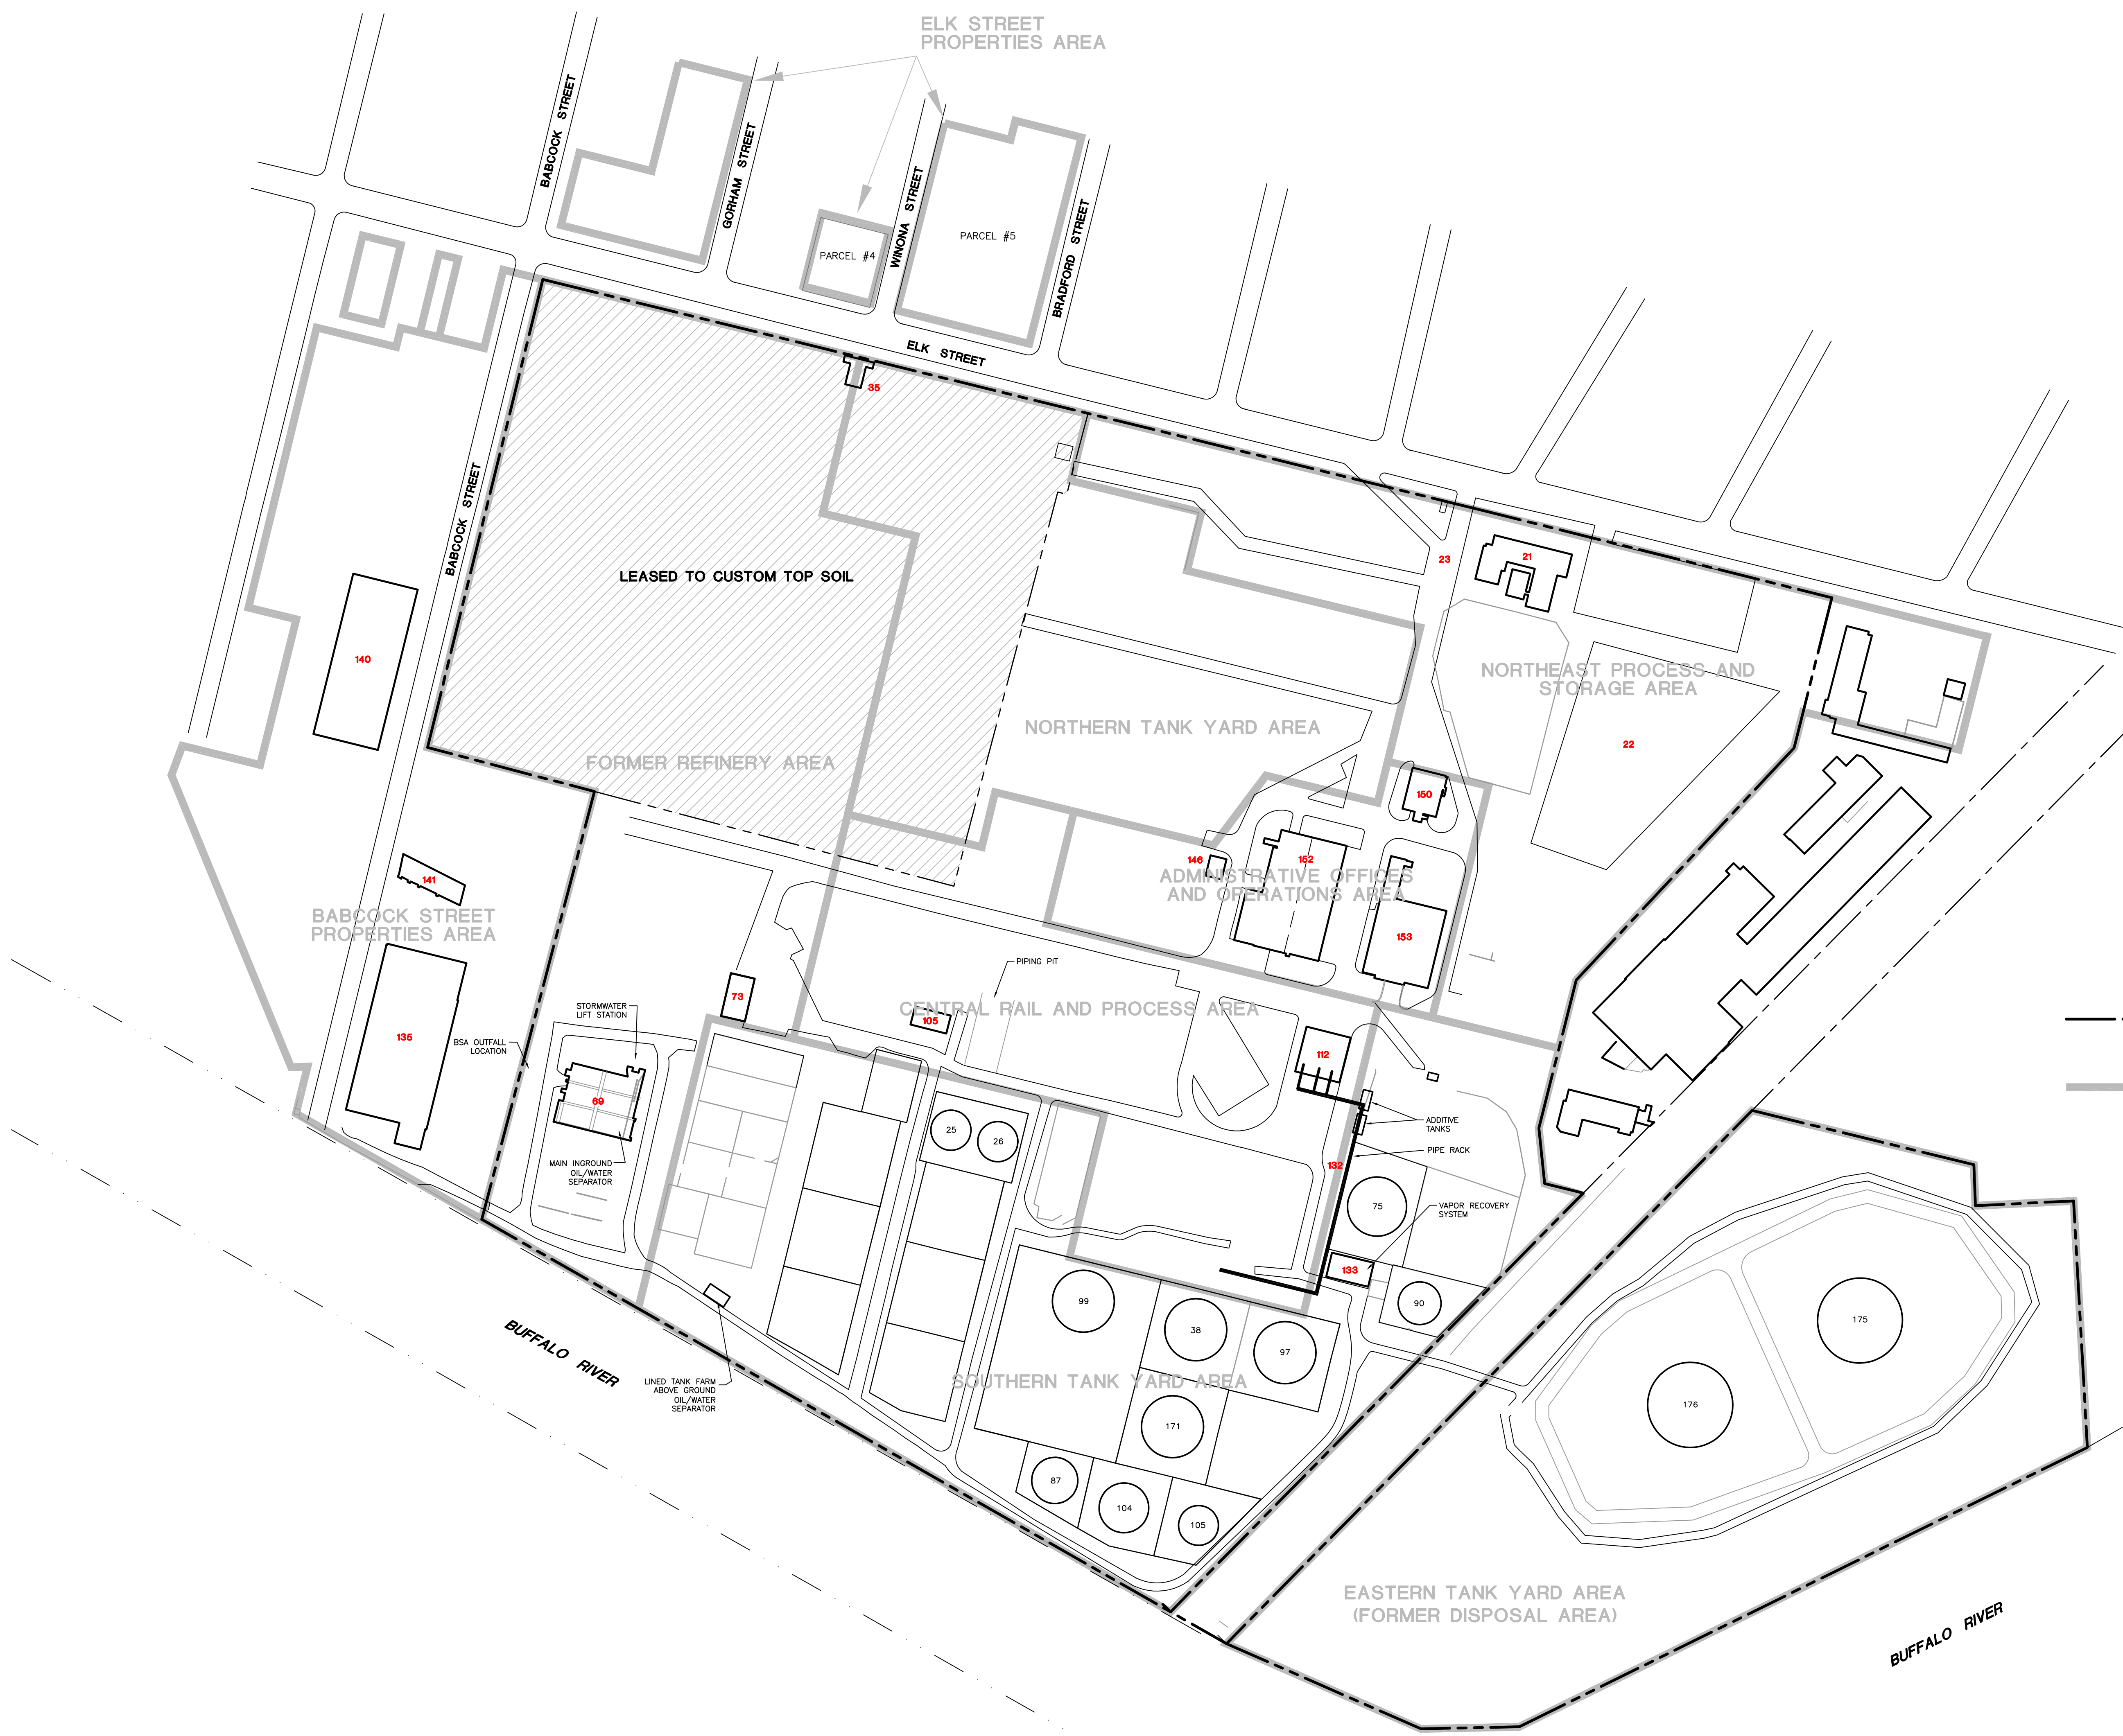 ELK STREET
PROPERTIES AREA
BABCOCK STREET
GORHAM STREET
WINONA STREET
BRADFORD STREET
PARCEL #5
PARCEL #4
ELK STREET
35
BABCOCK STREET
LEASED TO CUSTOM TOP SOIL
23
21
140
NORTHEAST PROCESS AND
STORAGE AREA
NORTHERN TANK YARD AREA
22
FORMER REFINERY AREA
150
146
152
ADMINISTRATIVE OFFICES
AND OPERATIONS AREA
141
BABCOCK STREET
PROPERTIES AREA
153
PIPING PIT
73
STORMWATER
LIFT STATION
CENTRAL RAIL AND PROCESS AREA
105
135
BSA OUTFALL
LOCATION
112
69
25
26
ADDITIVE
TANKS
PIPE RACK
132
MAIN INGROUND
OIL/WATER
SEPARATOR
75
VAPOR RECOVERY
SYSTEM
133
99
90
38
97
175
BUFFALO RIVER
LINED TANK FARM
ABOVE GROUND
OIL/WATER
SEPARATOR
SOUTHERN TANK YARD AREA
176
171
87
104
105
EASTERN TANK YARD AREA
(FORMER DISPOSAL AREA)
BUFFALO RIVER